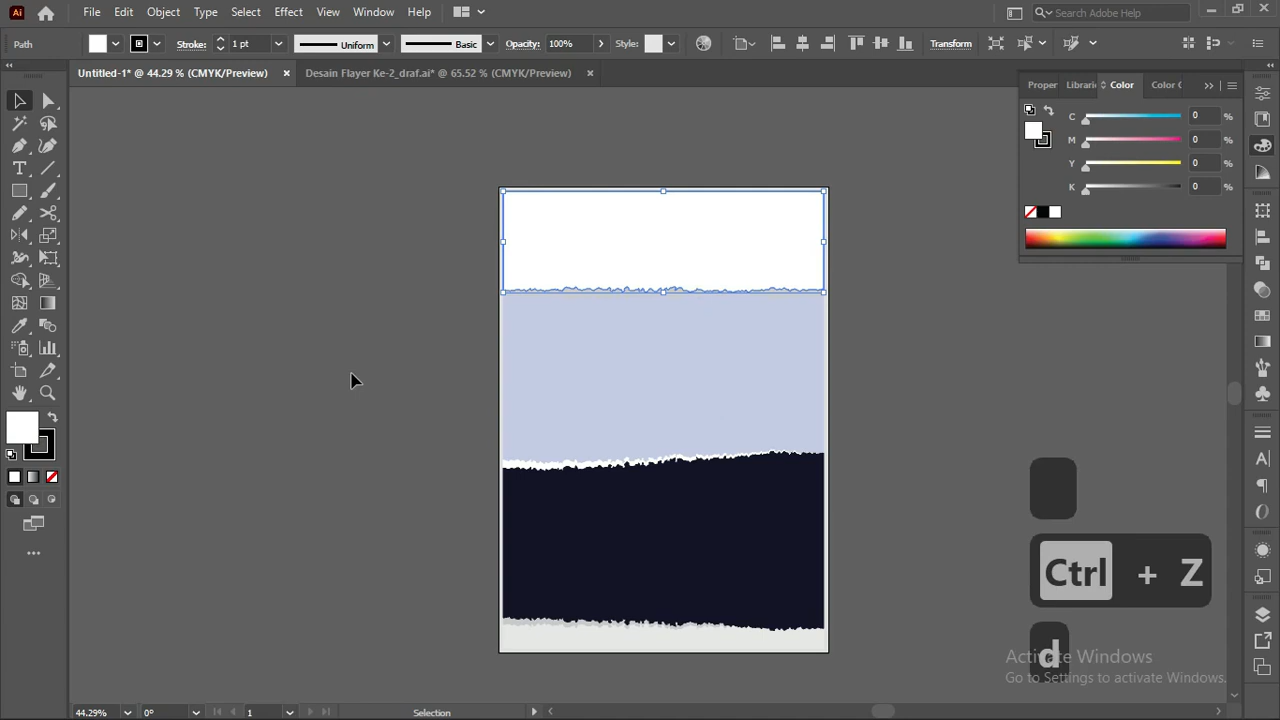 Ai File Edit Object Type Select Effect View Window Help Search Adobe Help
Path Stroke: 1 pt Uniform Basic Opacity: 100% Style: Transform
Untitled-1* @ 44.29 % (CMYK/Preview) × Desain Flayer Ke-2_draf.ai* @ 65.52 % (CMYK/Preview) ×
Proper Librari Color Color C
C 0 %
M 0 %
Y 0 %
K 0 %
Ctrl + Z
d
Activate Windows
Go to Settings to activate Windows.
44.29% 0° 1 Selection